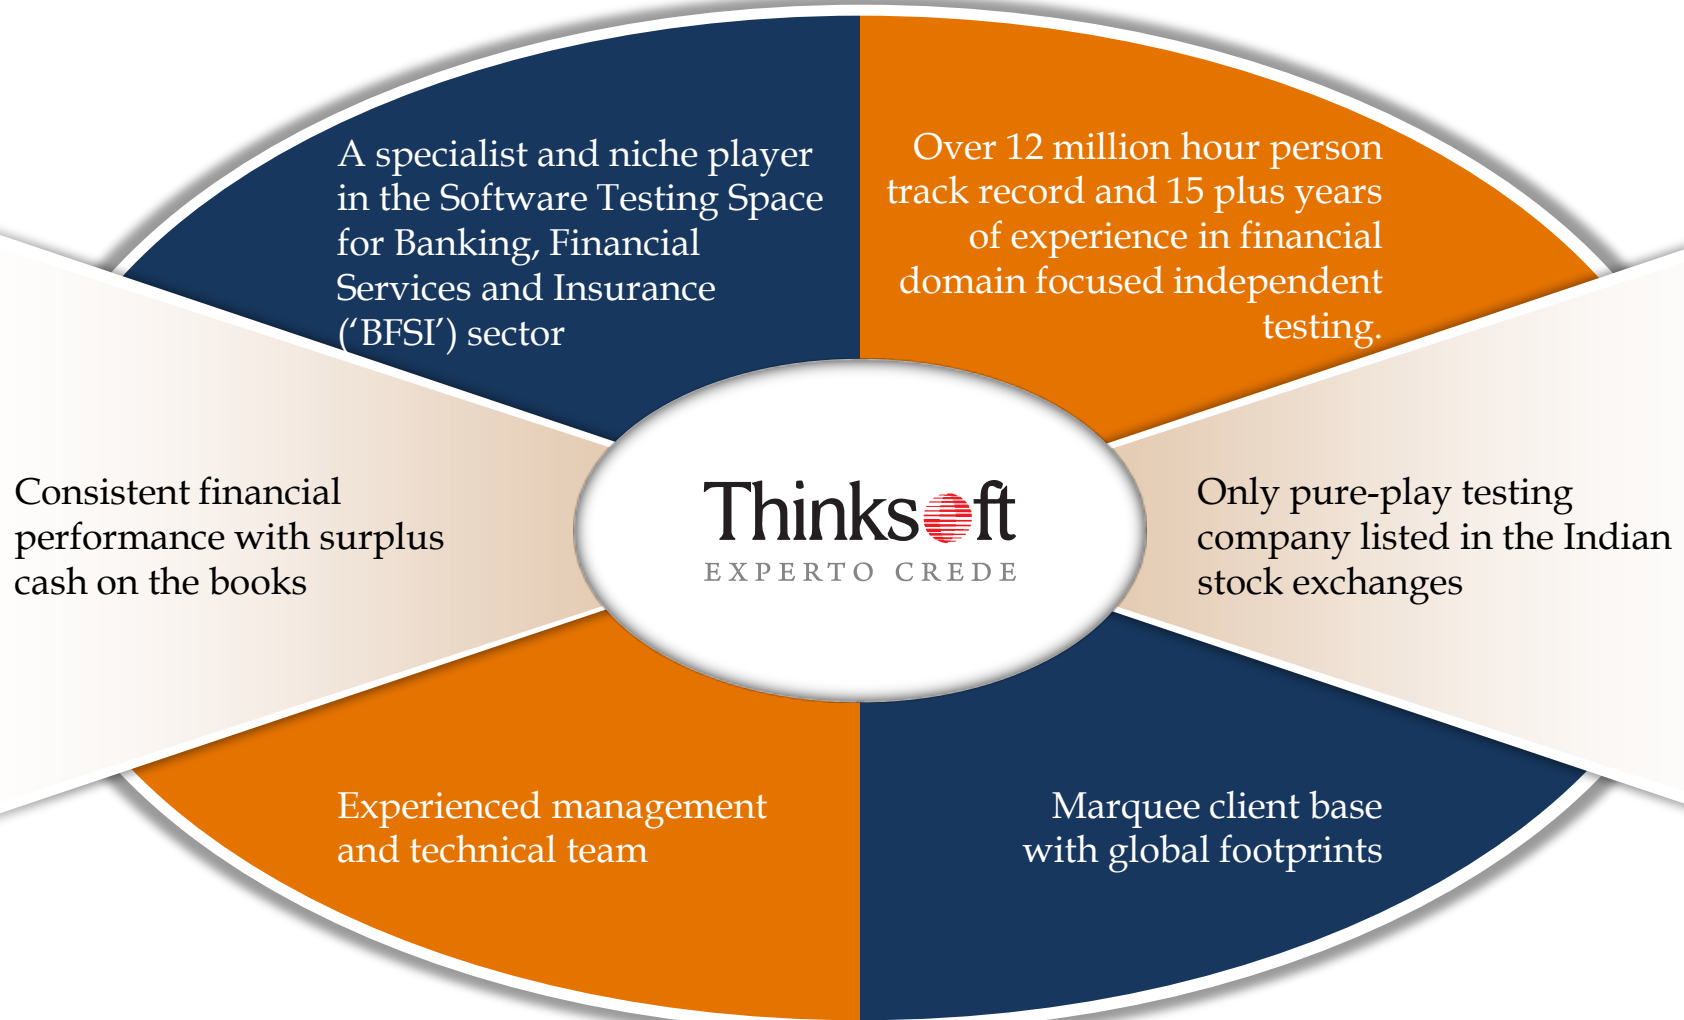 A specialist and niche player
in the Software Testing Space
for Banking, Financial
Services and Insurance
(‘BFSI’) sector
Over 12 million hour person
track record and 15 plus years
of experience in financial
domain focused independent
testing.
Consistent financial
performance with surplus
cash on the books
Thinksoft
EXPERTO CREDE
Only pure-play testing
company listed in the Indian
stock exchanges
Experienced management
and technical team
Marquee client base
with global footprints